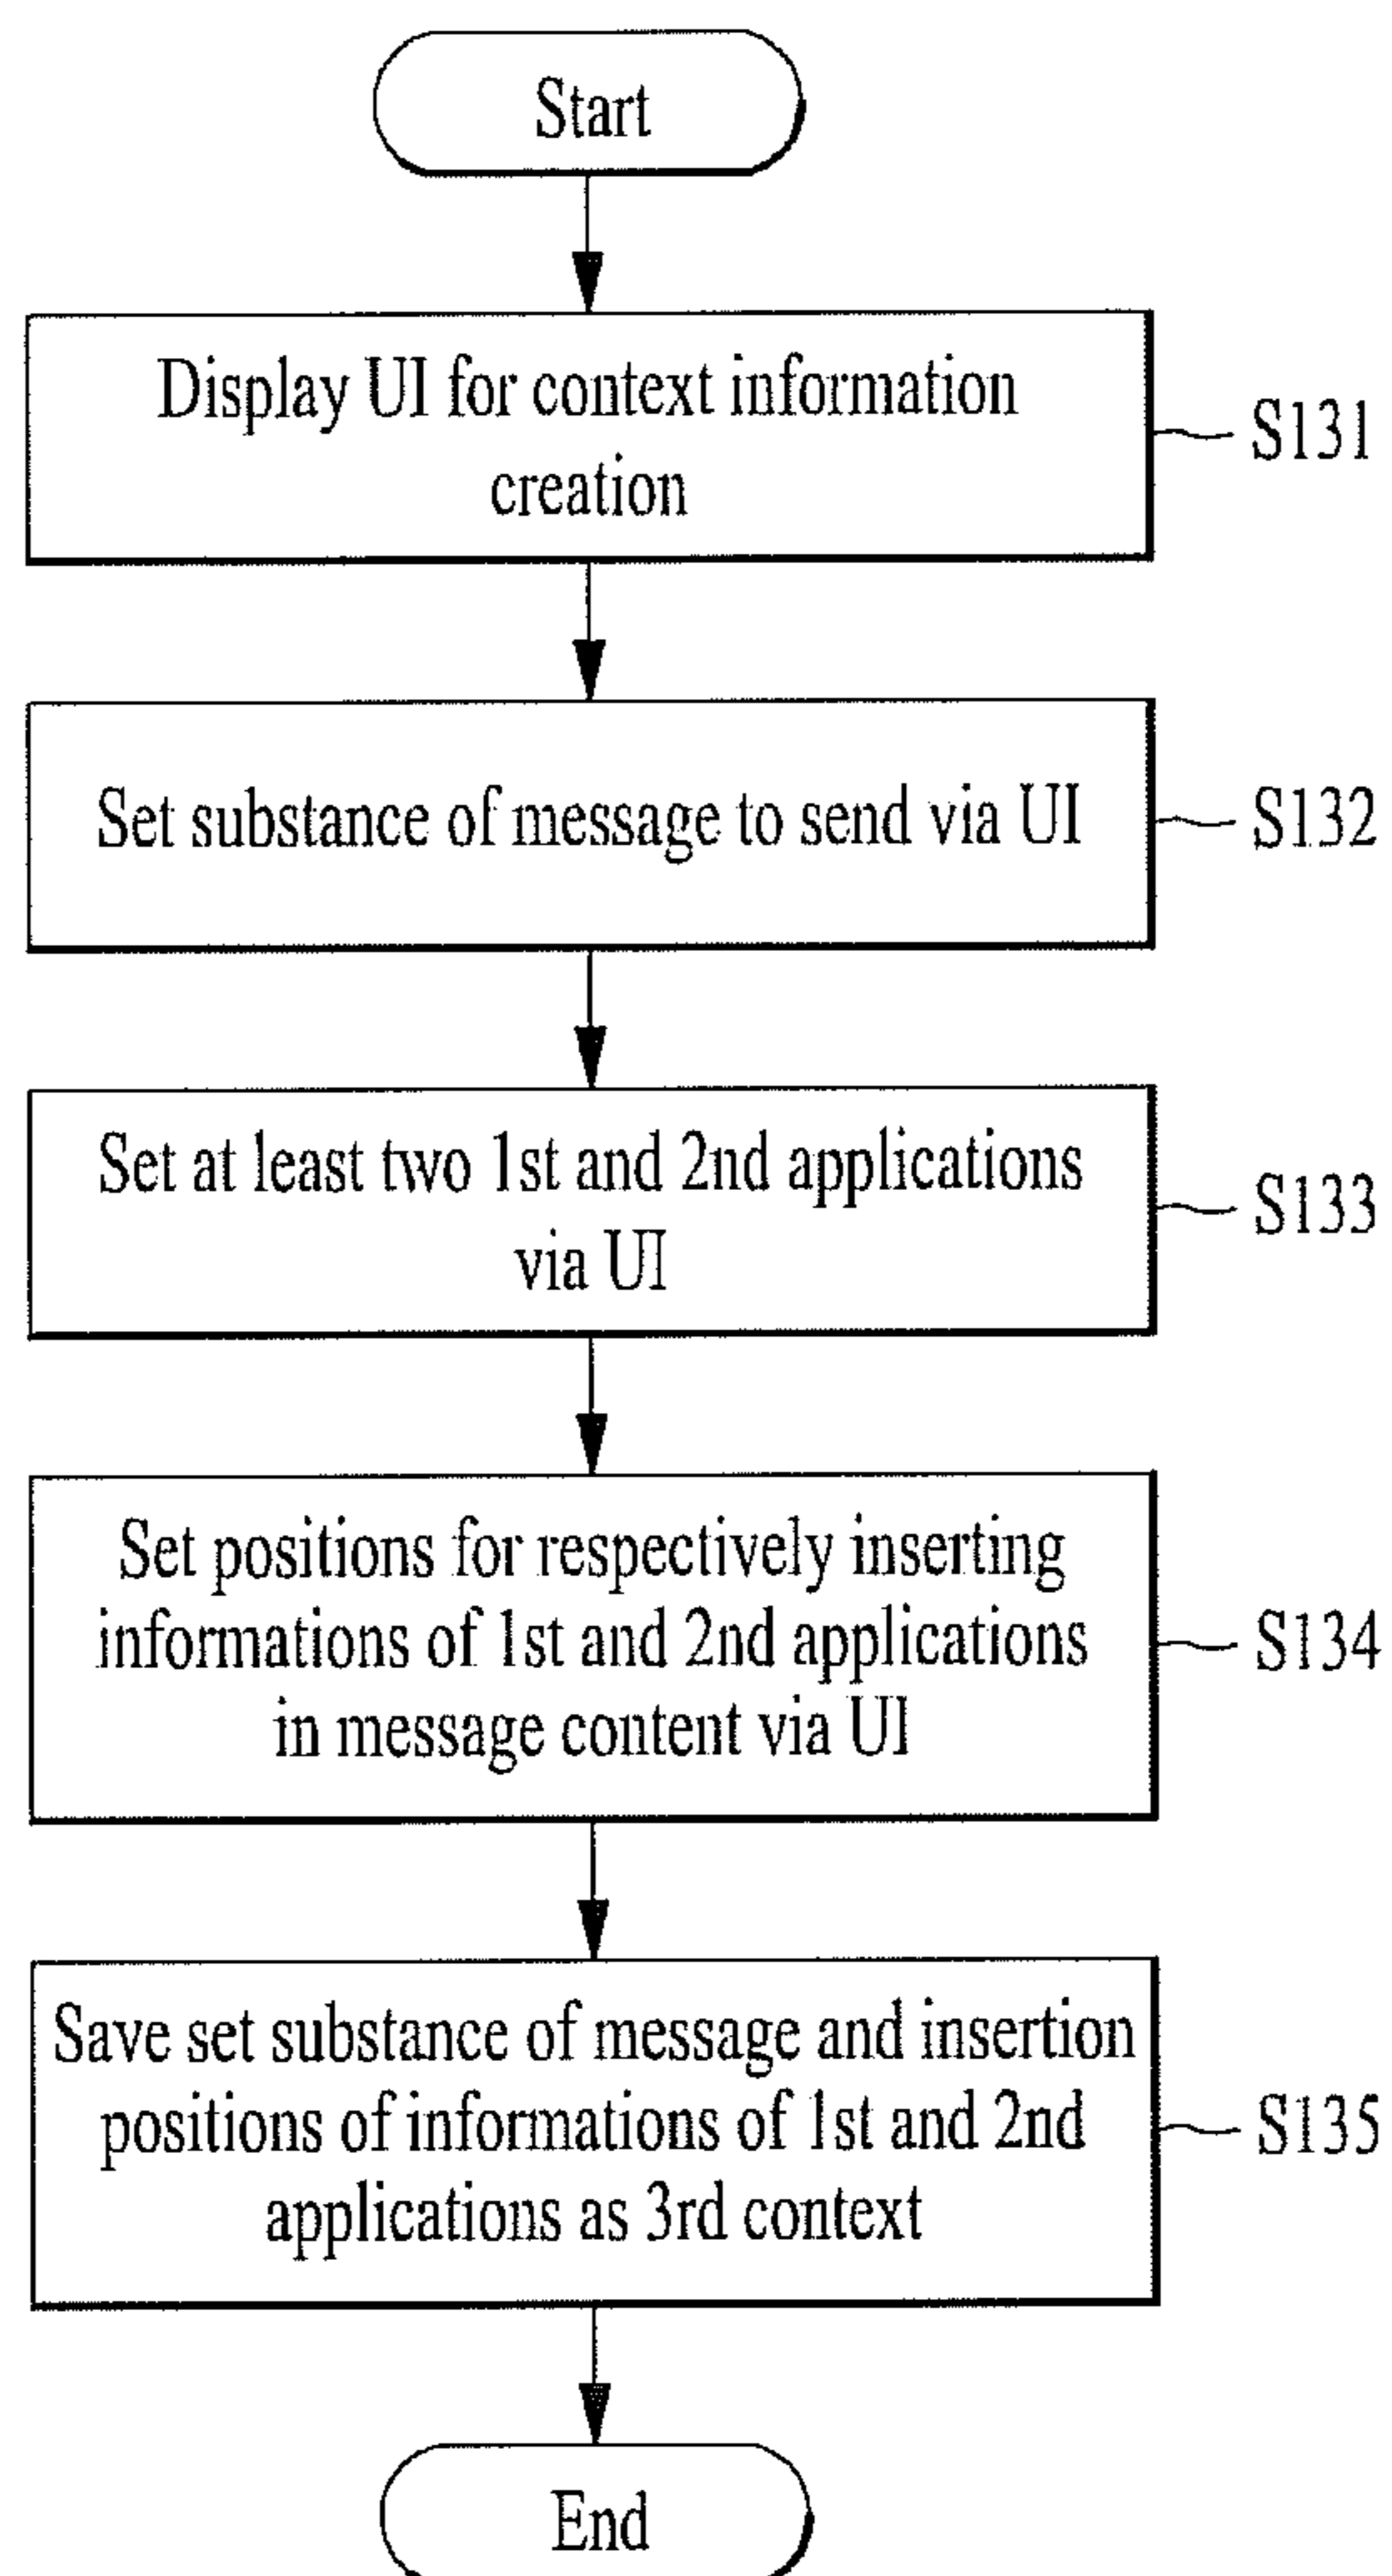 Start
Display UI for context information
creation
S131
Set substance of message to send via UI
S132
Set at least two 1st and 2nd applications
via UI
S133
Set positions for respectively inserting
informations of 1st and 2nd applications
in message content via UI
S134
Save set substance of message and insertion
positions of informations of 1st and 2nd
applications as 3rd context
S135
End